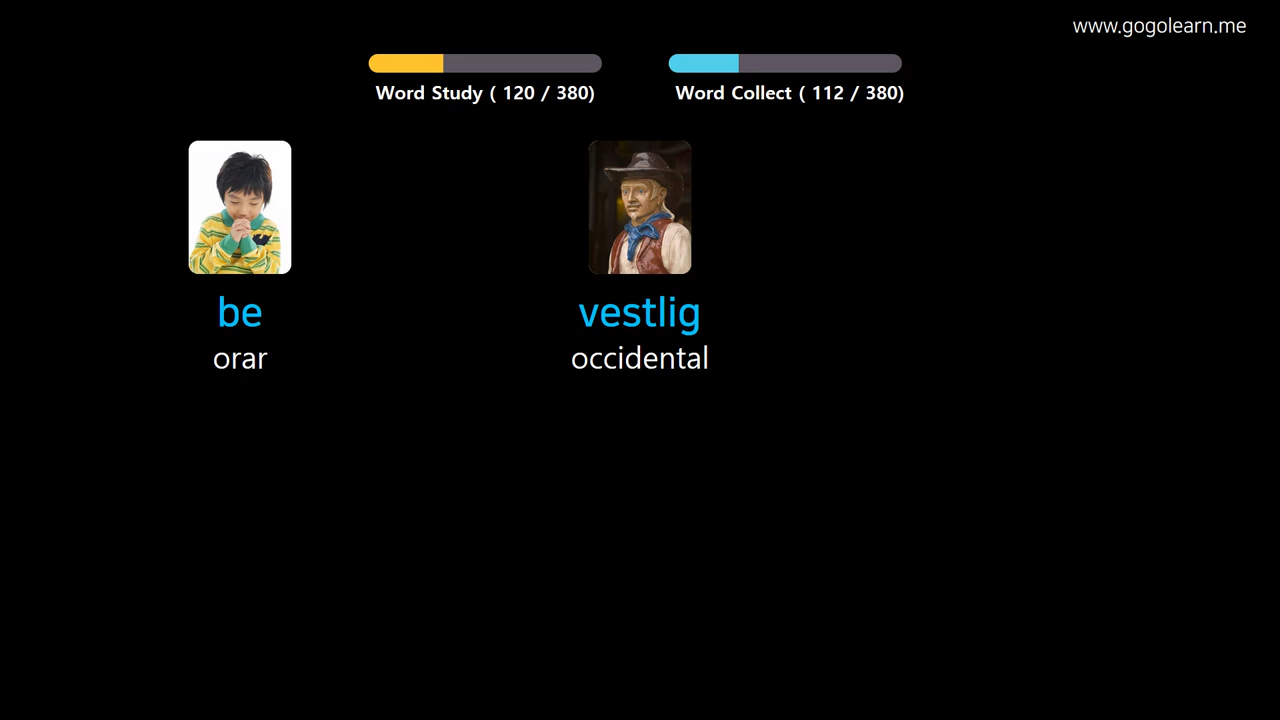 www.gogolearn.me
Word Study ( 120 / 380)
Word Collect ( 112 / 380)
be
orar
vestlig
occidental